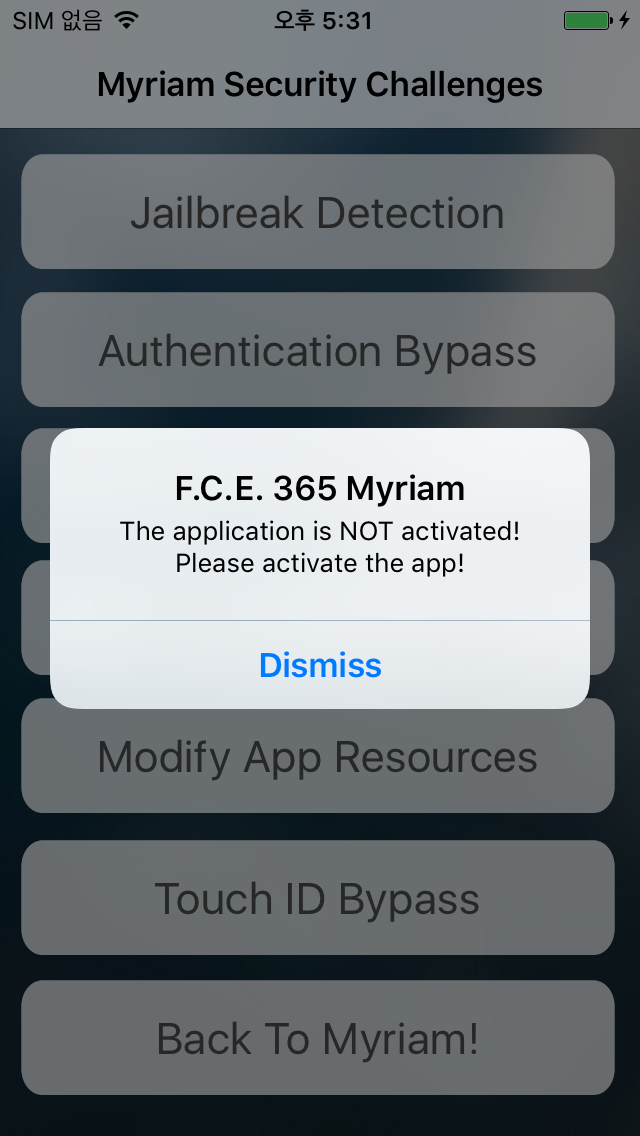 SIM 없음 오후 5:31
Myriam Security Challenges
Jailbreak Detection
Authentication Bypass
F.C.E. 365 Myriam
The application is NOT activated!
Please activate the app!
Dismiss
Modify App Resources
Touch ID Bypass
Back To Myriam!